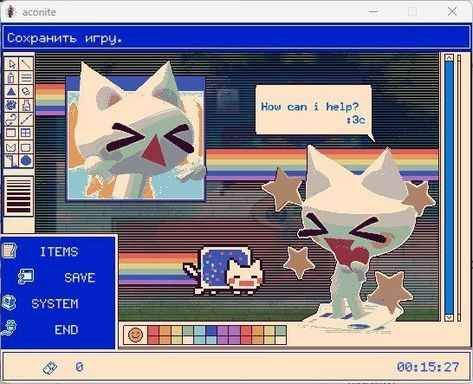 aconite
Сохранить игру.
How can i help?
:3c
ITEMS
SAVE
SYSTEM
END
0
00:15:27